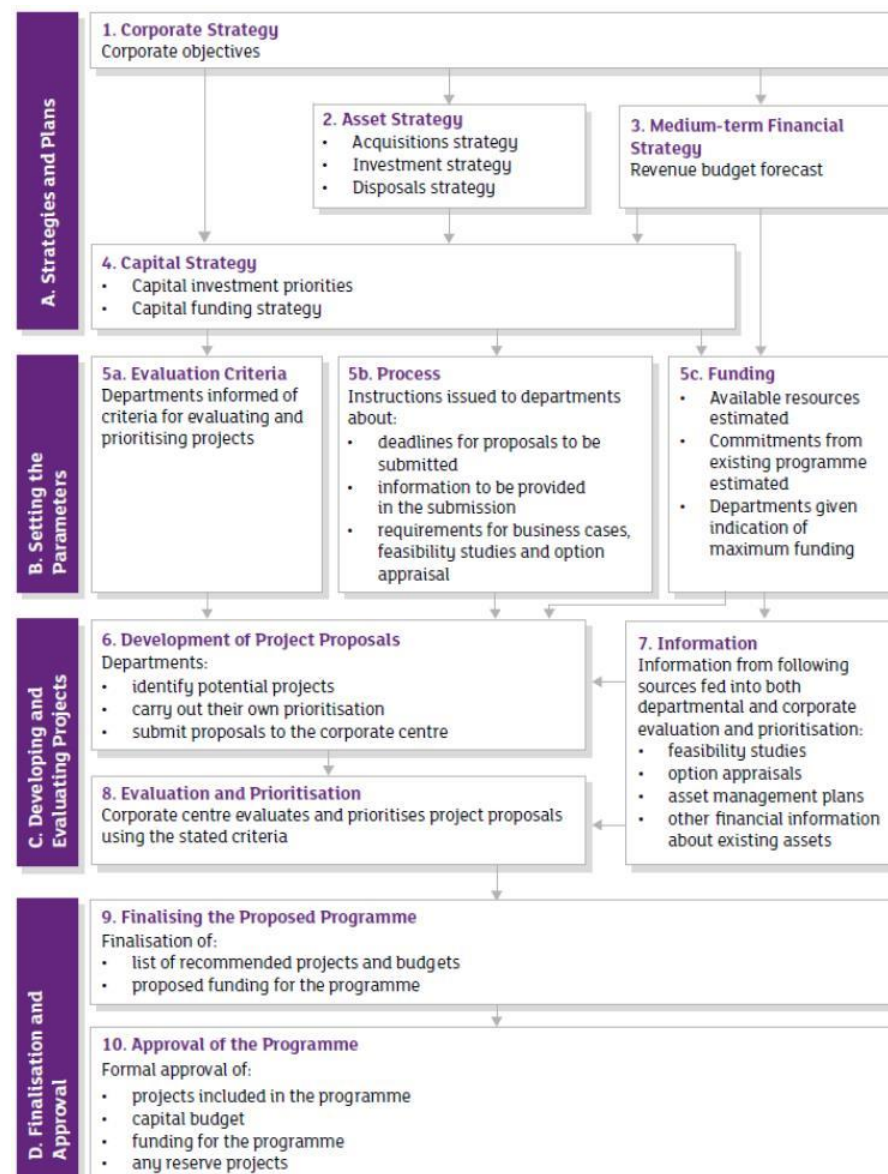 A. Strategies and Plans
1. Corporate Strategy
Corporate objectives
2. Asset Strategy
• Acquisitions strategy
• Investment strategy
• Disposals strategy
3. Medium-term Financial
Strategy
Revenue budget forecast
4. Capital Strategy
• Capital investment priorities
• Capital funding strategy
B. Setting the
Parameters
5a. Evaluation Criteria
Departments informed of
criteria for evaluating and
prioritising projects
5b. Process
Instructions issued to departments
about:
• deadlines for proposals to be
submitted
• information to be provided
in the submission
• requirements for business cases,
feasibility studies and option
appraisal
5c. Funding
• Available resources
estimated
• Commitments from
existing programme
estimated
• Departments given
indication of
maximum funding
C. Developing and
Evaluating Projects
6. Development of Project Proposals
Departments:
• identify potential projects
• carry out their own prioritisation
• submit proposals to the corporate centre
7. Information
Information from following
sources fed into both
departmental and corporate
evaluation and prioritisation:
• feasibility studies
• option appraisals
• asset management plans
• other financial information
about existing assets
8. Evaluation and Prioritisation
Corporate centre evaluates and prioritises project proposals
using the stated criteria
D. Finalisation and
Approval
9. Finalising the Proposed Programme
Finalisation of:
• list of recommended projects and budgets
• proposed funding for the programme
10. Approval of the Programme
Formal approval of:
• projects included in the programme
• capital budget
• funding for the programme
• any reserve projects